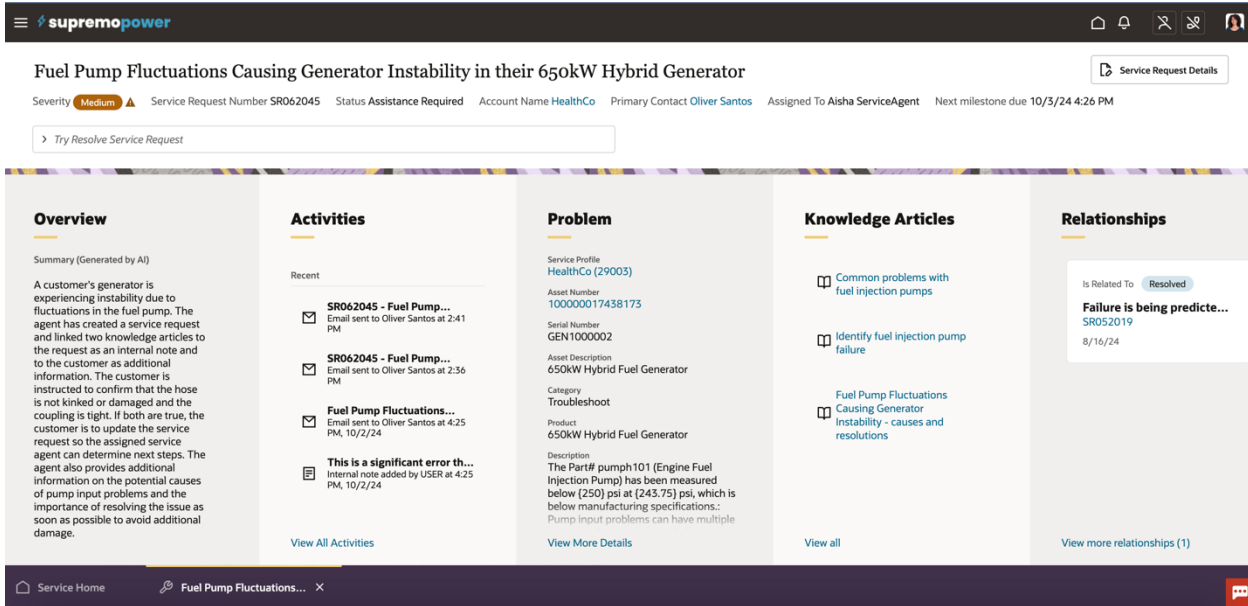 supremopower
Fuel Pump Fluctuations Causing Generator Instability in their 650kW Hybrid Generator
Service Request Details
Severity Medium Service Request Number SR062045 Status Assistance Required Account Name HealthCo Primary Contact Oliver Santos Assigned To Aisha ServiceAgent Next milestone due 10/3/24 4:26 PM
Try Resolve Service Request
Overview
Summary (Generated by AI)
A customer's generator is
experiencing instability due to
fluctuations in the fuel pump. The
agent has created a service request
and linked two knowledge articles to
the request as an internal note and
to the customer as additional
information. The customer is
instructed to confirm that the hose
is not kinked or damaged and the
coupling is tight. If both are true, the
customer is to update the service
request so the assigned service
agent can determine next steps. The
agent also provides additional
information on the potential causes
of pump input problems and the
importance of resolving the issue as
soon as possible to avoid additional
damage.
Activities
Recent
SR062045 - Fuel Pump...
Email sent to Oliver Santos at 2:41
PM
SR062045 - Fuel Pump...
Email sent to Oliver Santos at 2:36
PM
Fuel Pump Fluctuations...
Email sent to Oliver Santos at 4:25
PM, 10/2/24
This is a significant error th...
Internal note added by USER at 4:25
PM, 10/2/24
View All Activities
Problem
Service Profile
HealthCo (29003)
Asset Number
100000017438173
Serial Number
GEN1000002
Asset Description
650kW Hybrid Fuel Generator
Category
Troubleshoot
Product
650kW Hybrid Fuel Generator
Description
The Part# pumph101 (Engine Fuel
Injection Pump) has been measured
below {250} psi at {243.75} psi, which is
below manufacturing specifications.:
Pump input problems can have multiple
View More Details
Knowledge Articles
Common problems with
fuel injection pumps
Identify fuel injection pump
failure
Fuel Pump Fluctuations
Causing Generator
Instability - causes and
resolutions
View all
Relationships
Is Related To Resolved
Failure is being predicte...
SR052019
8/16/24
View more relationships (1)
Service Home
Fuel Pump Fluctuations...